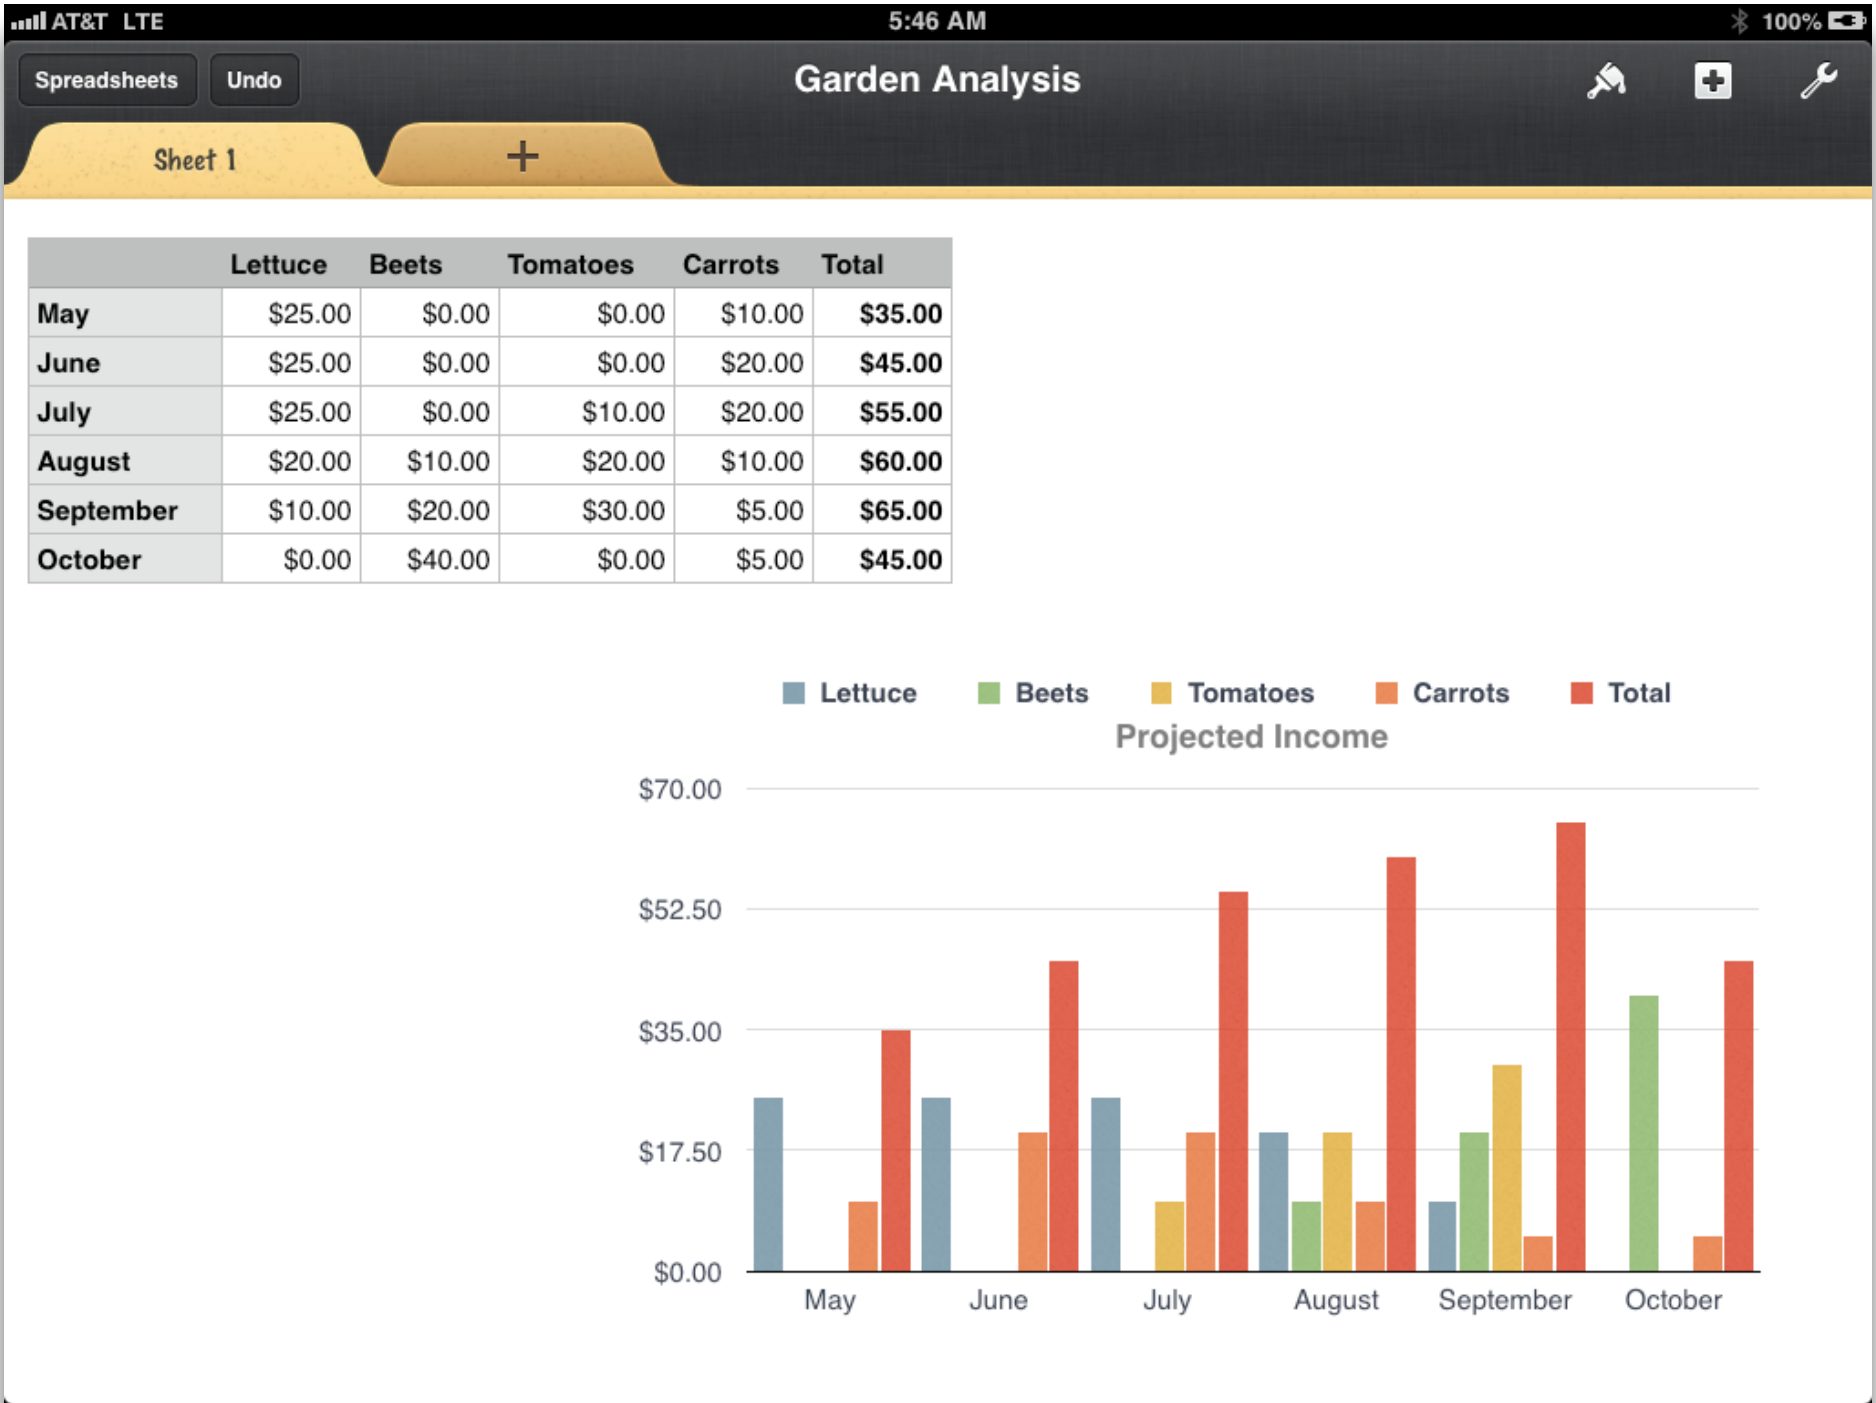 AT&T LTE 5:46 AM 100%
Spreadsheets Undo Garden Analysis
Sheet 1 +
Lettuce Beets Tomatoes Carrots Total
May $25.00 $0.00 $0.00 $10.00 $35.00
June $25.00 $0.00 $0.00 $20.00 $45.00
July $25.00 $0.00 $10.00 $20.00 $55.00
August $20.00 $10.00 $20.00 $10.00 $60.00
September $10.00 $20.00 $30.00 $5.00 $65.00
October $0.00 $40.00 $0.00 $5.00 $45.00
Lettuce Beets Tomatoes Carrots Total
Projected Income
$70.00
$52.50
$35.00
$17.50
$0.00
May June July August September October